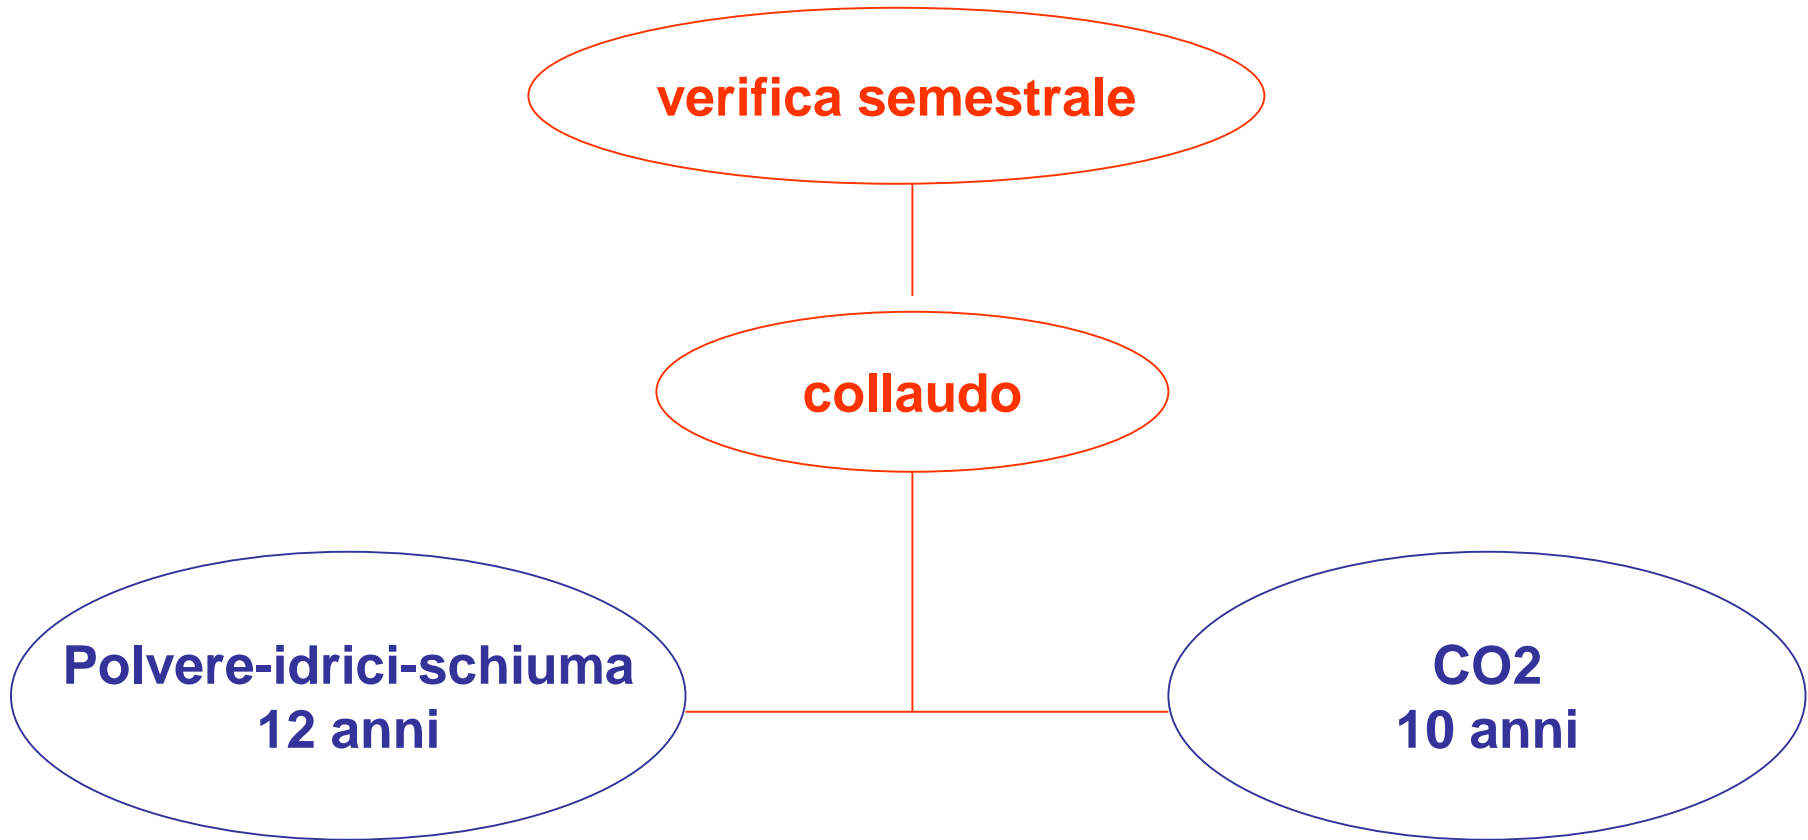 verifica semestrale
collaudo
Polvere-idrici-schiuma
12 anni
CO2
10 anni